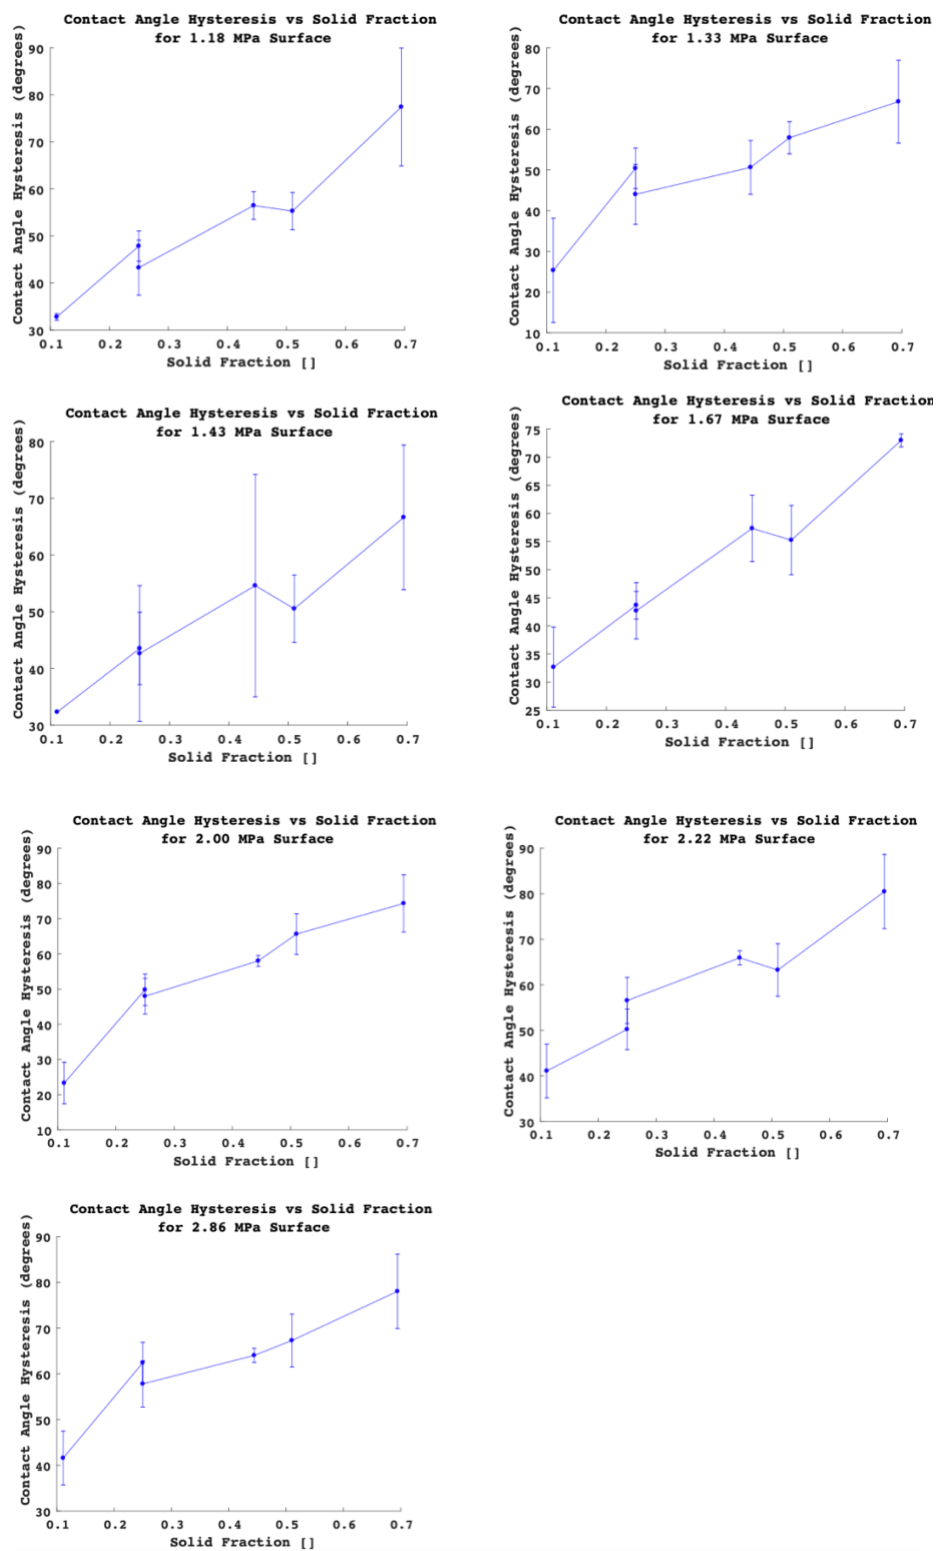 Contact Angle Hysteresis vs Solid Fraction
for 1.18 MPa Surface
Contact Angle Hysteresis (degrees)
90
80
70
60
50
40
30
0.1 0.2 0.3 0.4 0.5 0.6 0.7
Solid Fraction []
Contact Angle Hysteresis vs Solid Fraction
for 1.33 MPa Surface
Contact Angle Hysteresis (degrees)
80
70
60
50
40
30
20
10
0.1 0.2 0.3 0.4 0.5 0.6 0.7
Solid Fraction []
Contact Angle Hysteresis vs Solid Fraction
for 1.43 MPa Surface
Contact Angle Hysteresis (degrees)
80
70
60
50
40
30
0.1 0.2 0.3 0.4 0.5 0.6 0.7
Solid Fraction []
Contact Angle Hysteresis vs Solid Fraction
for 1.67 MPa Surface
Contact Angle Hysteresis (degrees)
75
70
65
60
55
50
45
40
35
30
25
0.1 0.2 0.3 0.4 0.5 0.6 0.7
Solid Fraction []
Contact Angle Hysteresis vs Solid Fraction
for 2.00 MPa Surface
Contact Angle Hysteresis (degrees)
90
80
70
60
50
40
30
20
10
0.1 0.2 0.3 0.4 0.5 0.6 0.7
Solid Fraction []
Contact Angle Hysteresis vs Solid Fraction
for 2.22 MPa Surface
Contact Angle Hysteresis (degrees)
90
80
70
60
50
40
30
0.1 0.2 0.3 0.4 0.5 0.6 0.7
Solid Fraction []
Contact Angle Hysteresis vs Solid Fraction
for 2.86 MPa Surface
Contact Angle Hysteresis (degrees)
90
80
70
60
50
40
30
0.1 0.2 0.3 0.4 0.5 0.6 0.7
Solid Fraction []